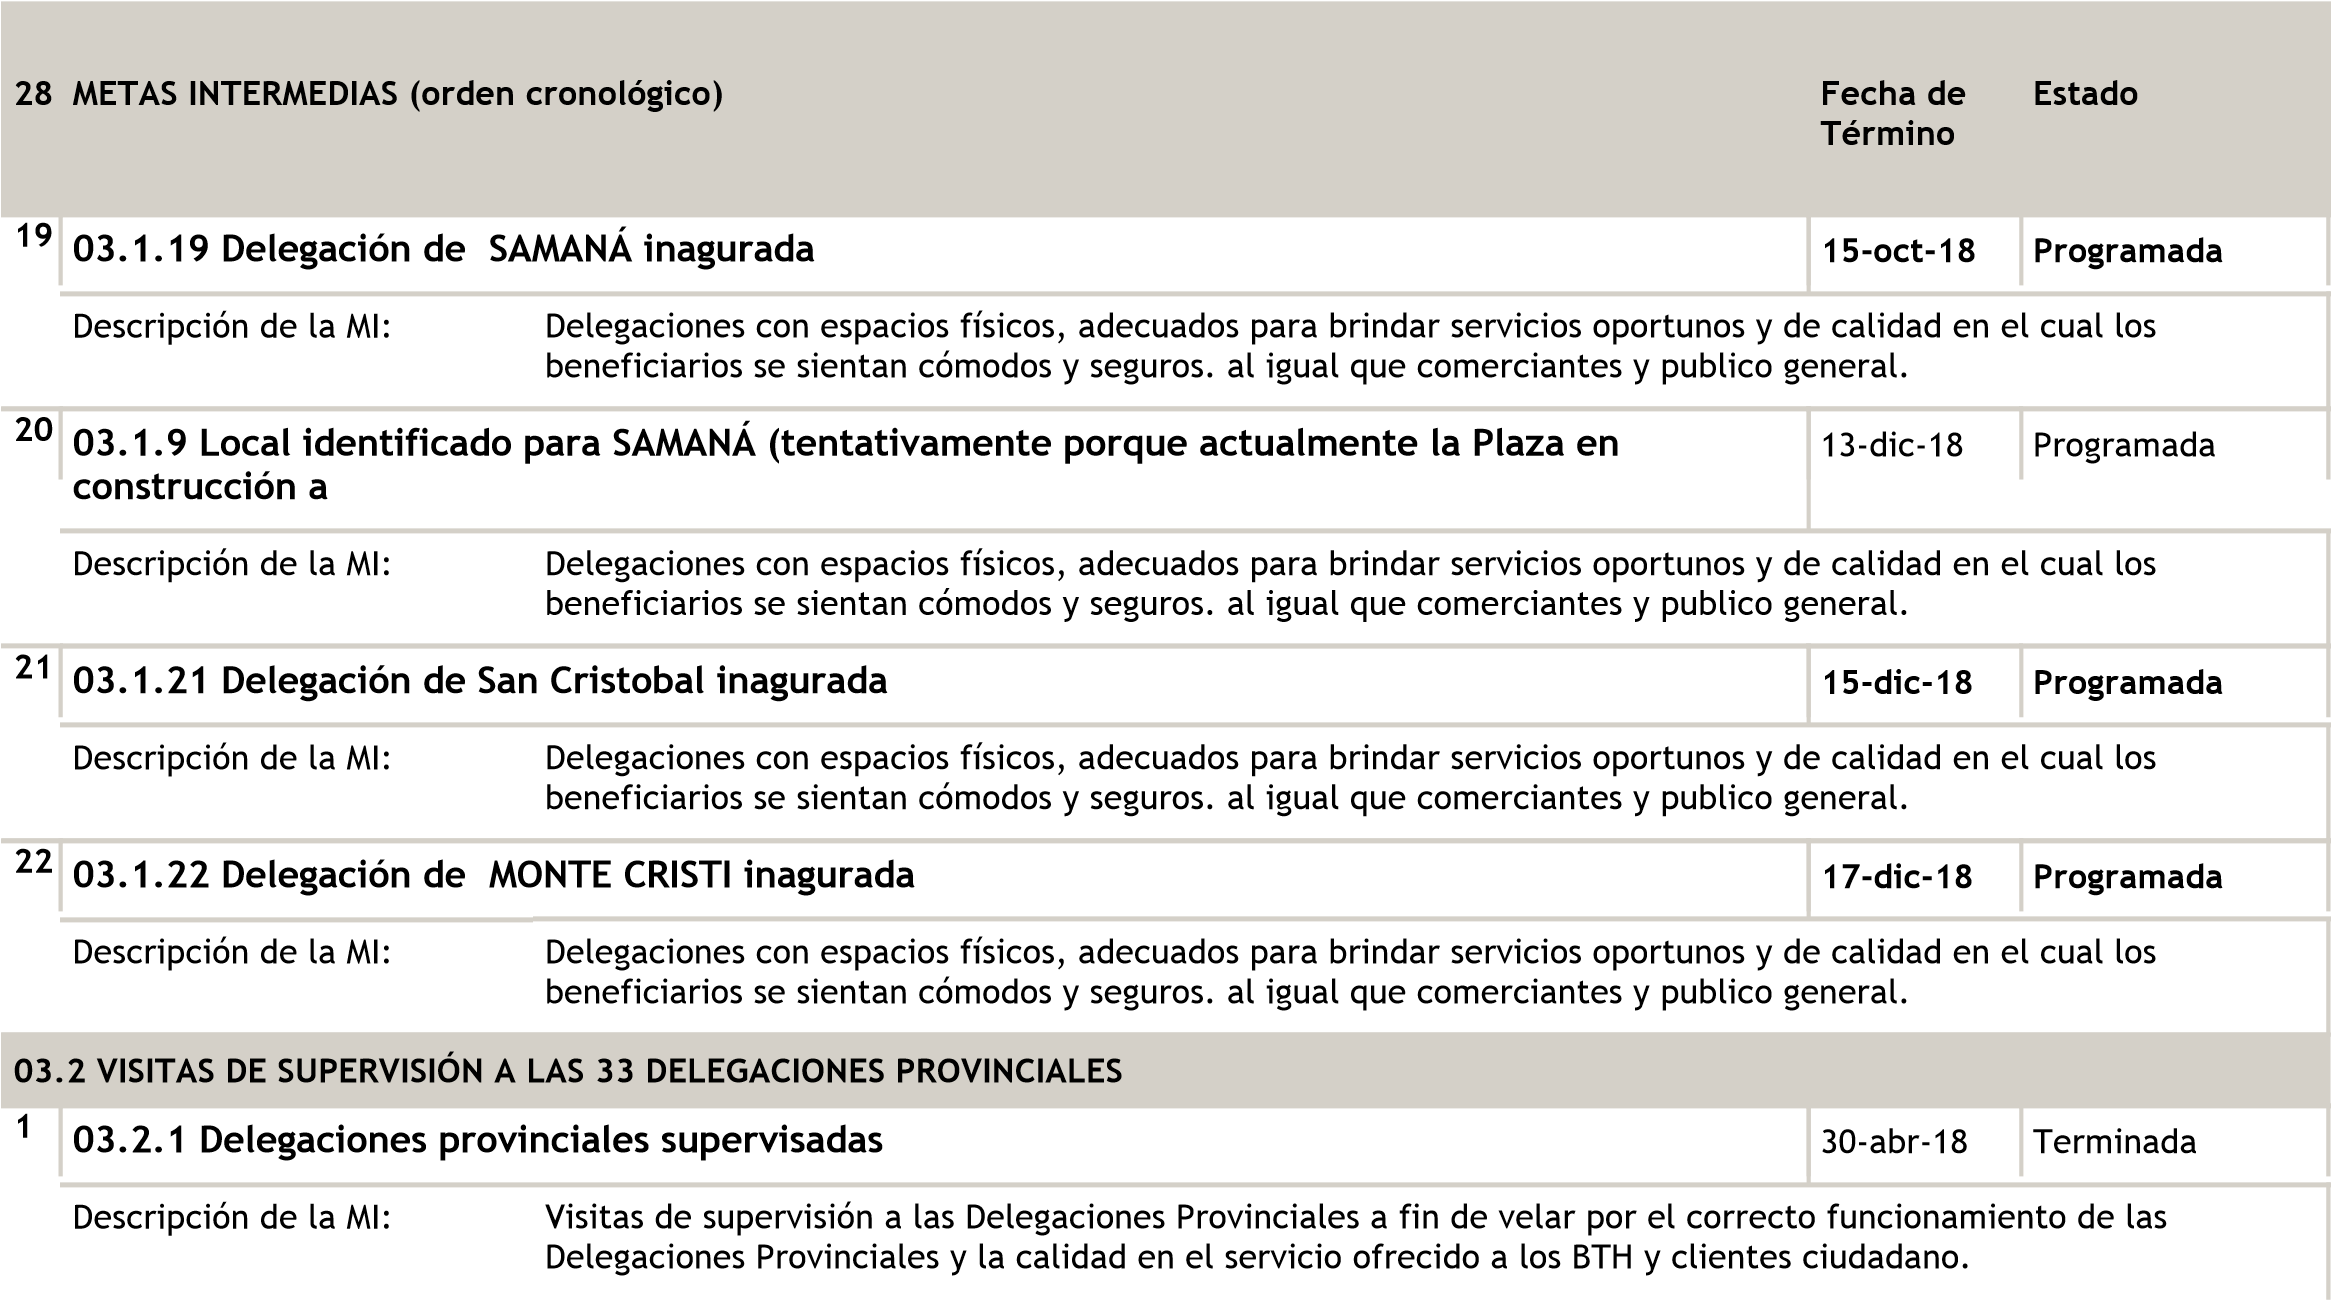 28 METAS INTERMEDIAS (orden cronológico) Fecha de Estado
Término
19 03.1.19 Delegación de  SAMANÁ inagurada 15-oct-18 Programada
Descripción de la MI: Delegaciones con espacios físicos, adecuados para brindar servicios oportunos y de calidad en el cual los
beneficiarios se sientan cómodos y seguros. al igual que comerciantes y publico general.
20 03.1.9 Local identificado para SAMANÁ (tentativamente porque actualmente la Plaza en 13-dic-18 Programada
construcción a
Descripción de la MI: Delegaciones con espacios físicos, adecuados para brindar servicios oportunos y de calidad en el cual los
beneficiarios se sientan cómodos y seguros. al igual que comerciantes y publico general.
21 03.1.21 Delegación de San Cristobal inagurada 15-dic-18 Programada
Descripción de la MI: Delegaciones con espacios físicos, adecuados para brindar servicios oportunos y de calidad en el cual los
beneficiarios se sientan cómodos y seguros. al igual que comerciantes y publico general.
22 03.1.22 Delegación de  MONTE CRISTI inagurada 17-dic-18 Programada
Descripción de la MI: Delegaciones con espacios físicos, adecuados para brindar servicios oportunos y de calidad en el cual los
beneficiarios se sientan cómodos y seguros. al igual que comerciantes y publico general.
03.2 VISITAS DE SUPERVISIÓN A LAS 33 DELEGACIONES PROVINCIALES
1 03.2.1 Delegaciones provinciales supervisadas 30-abr-18 Terminada
Descripción de la MI: Visitas de supervisión a las Delegaciones Provinciales a fin de velar por el correcto funcionamiento de las
Delegaciones Provinciales y la calidad en el servicio ofrecido a los BTH y clientes ciudadano.